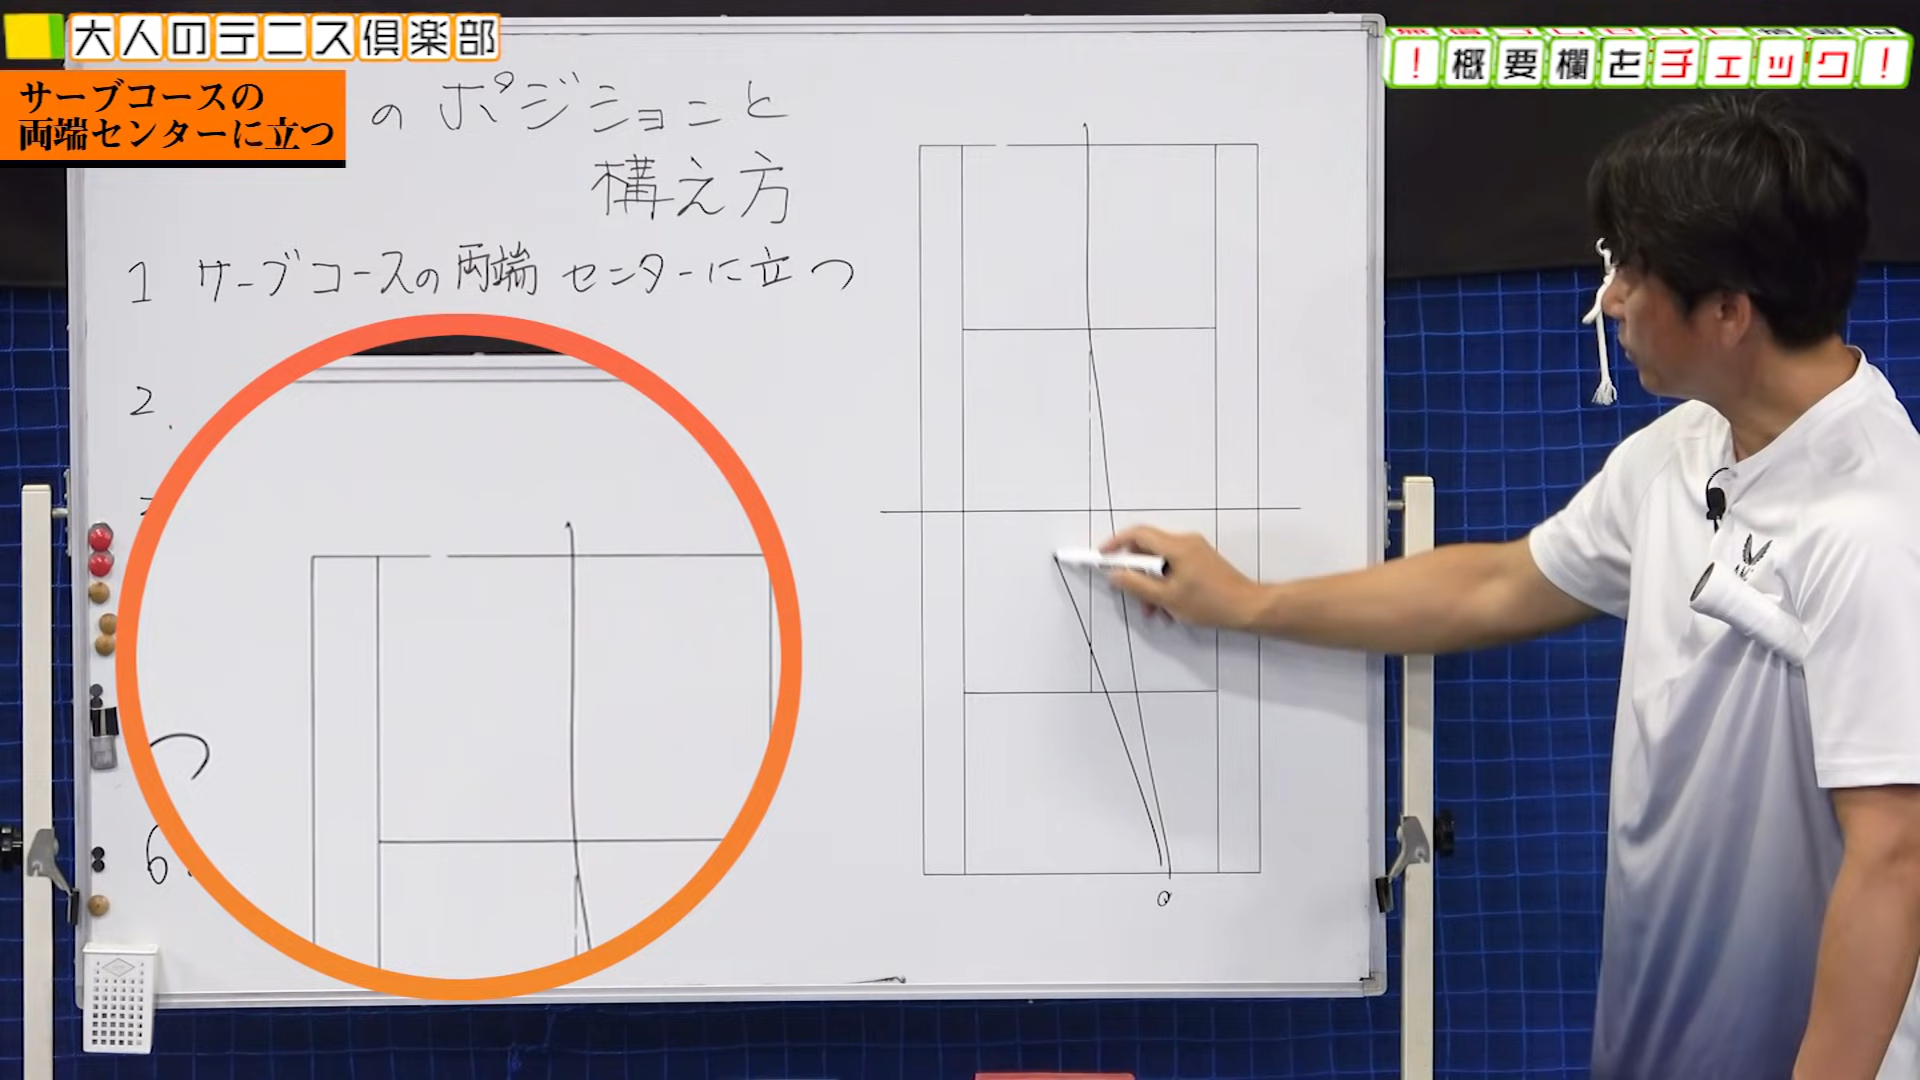 大人のテニス倶楽部
！概要欄をチェック！
サーブコースの
両端センターに立つ
のポジションと
構え方
1 サーブコースの両端センターに立つ
2.
つ
6.